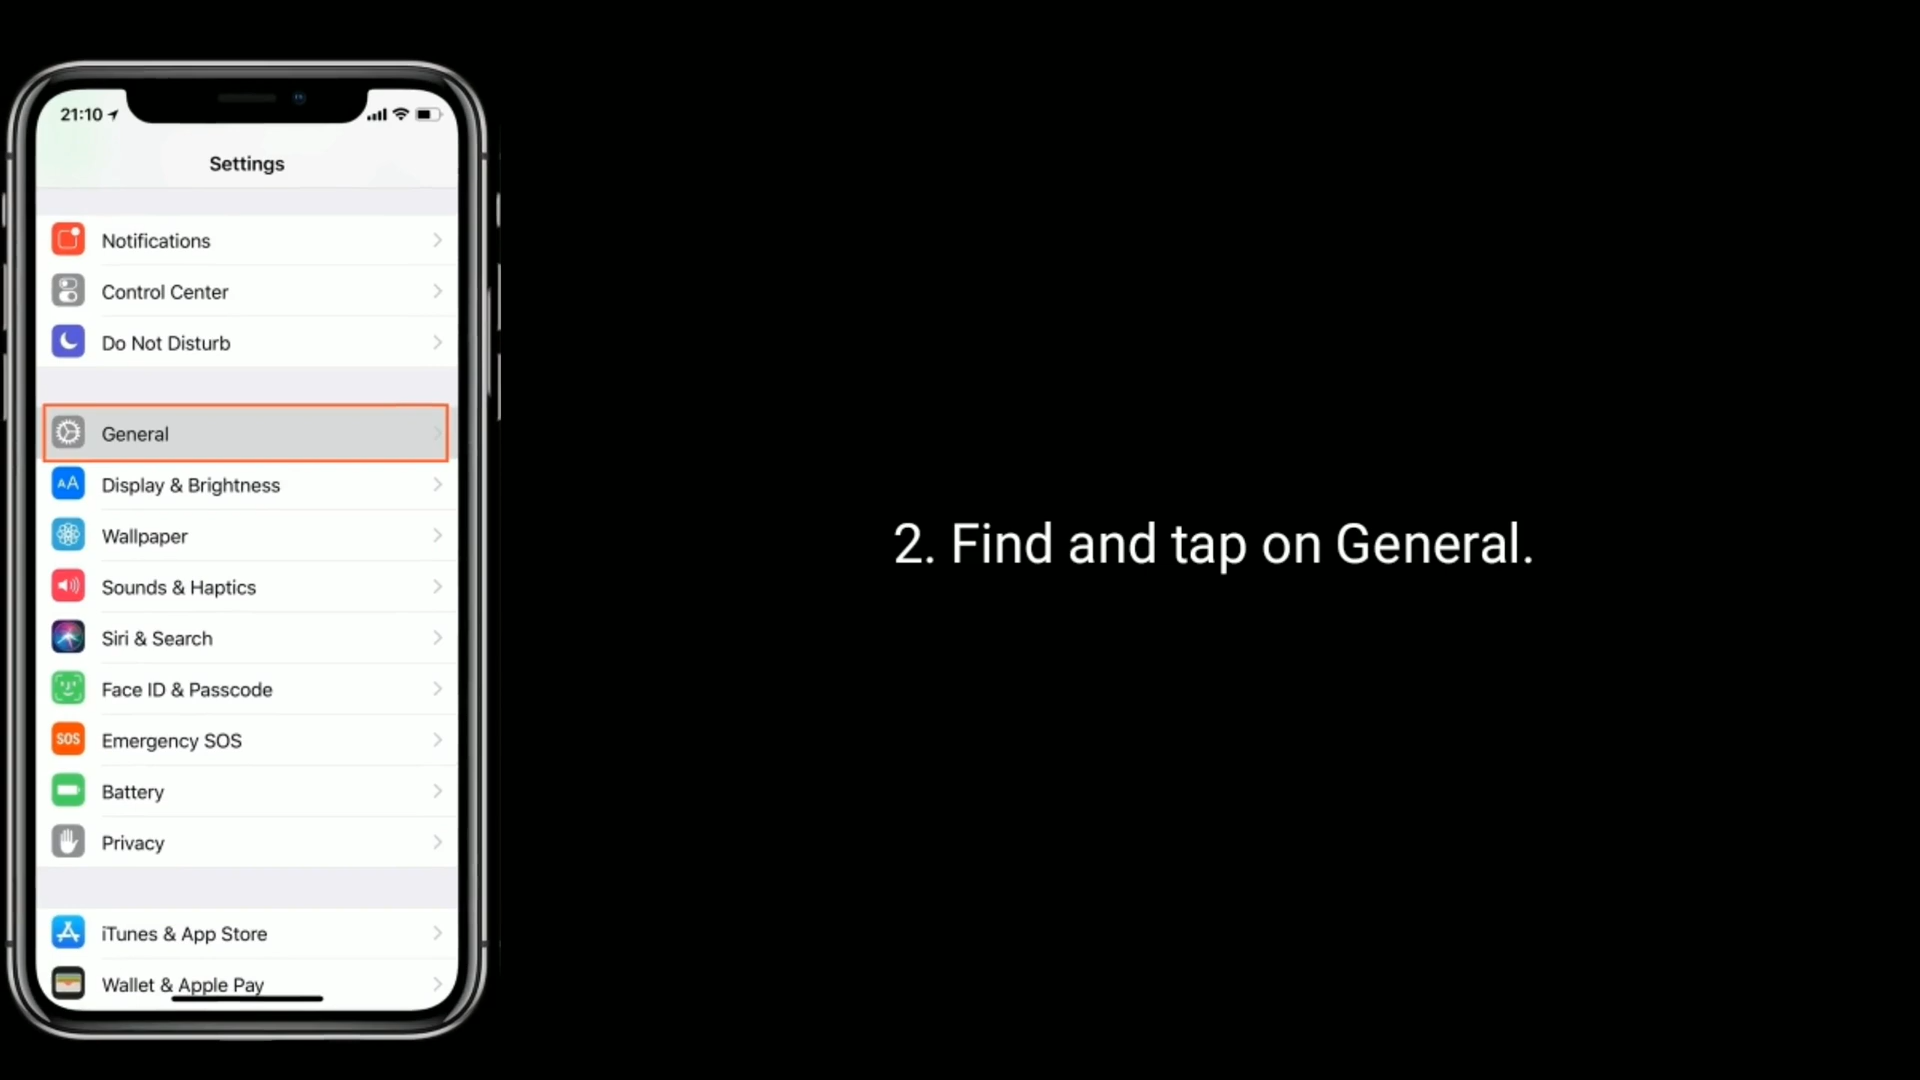 21:10
Settings
Notifications
Control Center
Do Not Disturb
General
AA Display & Brightness
Wallpaper
Sounds & Haptics
Siri & Search
Face ID & Passcode
SOS Emergency SOS
Battery
Privacy
iTunes & App Store
Wallet & Apple Pay
2. Find and tap on General.